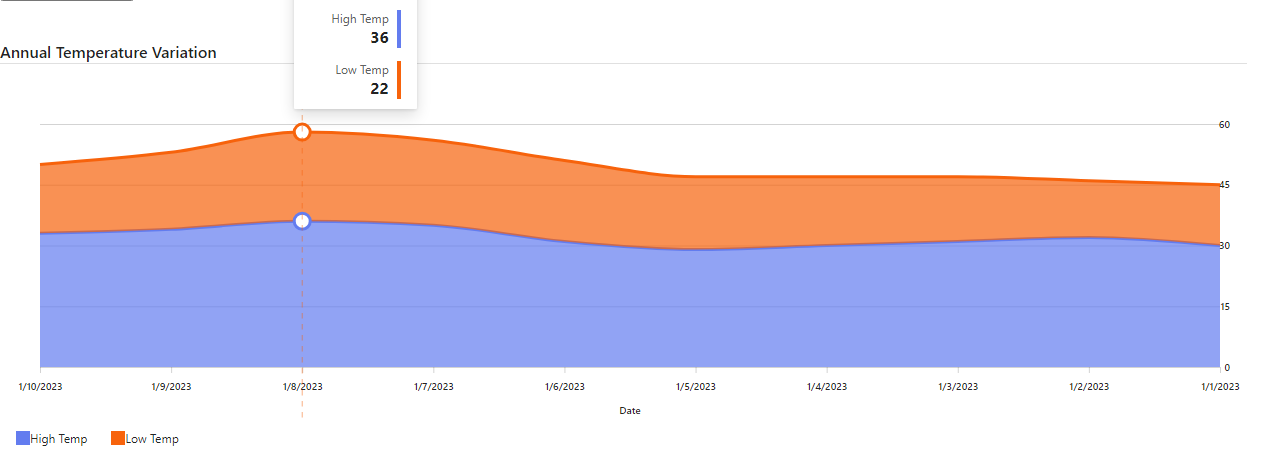 High Temp
36
Annual Temperature Variation
Low Temp
22
60
45
30
15
0
1/10/2023 1/9/2023 1/8/2023 1/7/2023 1/6/2023 1/5/2023 1/4/2023 1/3/2023 1/2/2023 1/1/2023
Date
High Temp Low Temp